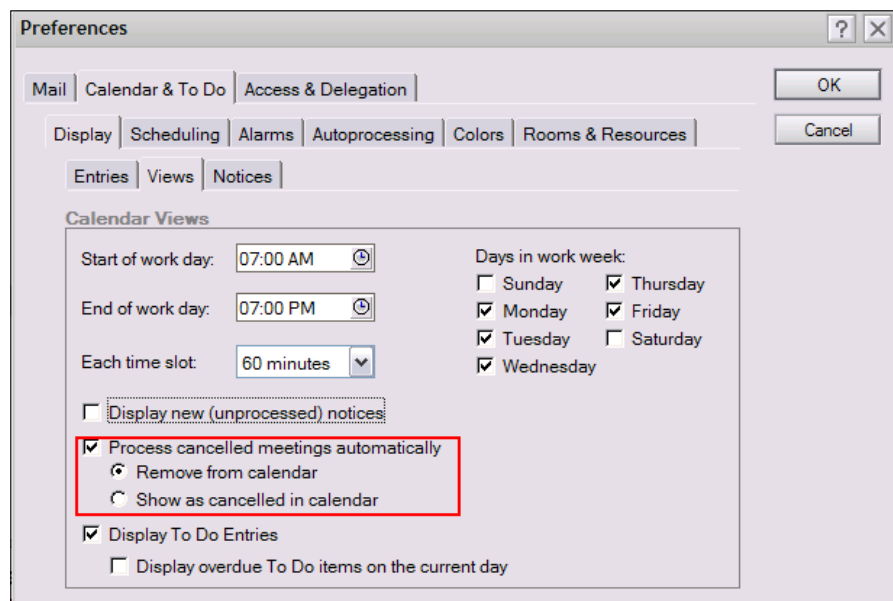 Preferences
Mail Calendar & To Do Access & Delegation OK
Display Scheduling Alarms Autoprocessing Colors Rooms & Resources Cancel
Entries Views Notices
Calendar Views
Start of work day: 07:00 AM Days in work week:
Sunday Thursday
End of work day: 07:00 PM Monday Friday
Tuesday Saturday
Each time slot: 60 minutes Wednesday
Display new (unprocessed) notices
Process cancelled meetings automatically
Remove from calendar
Show as cancelled in calendar
Display To Do Entries
Display overdue To Do items on the current day